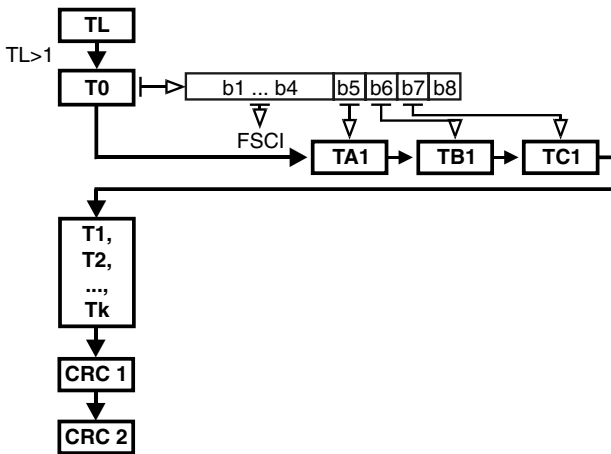 TL
TL>1
T0
b1 ... b4 b5 b6 b7 b8
FSCI
TA1 TB1 TC1
T1,
T2,
...,
Tk
CRC 1
CRC 2